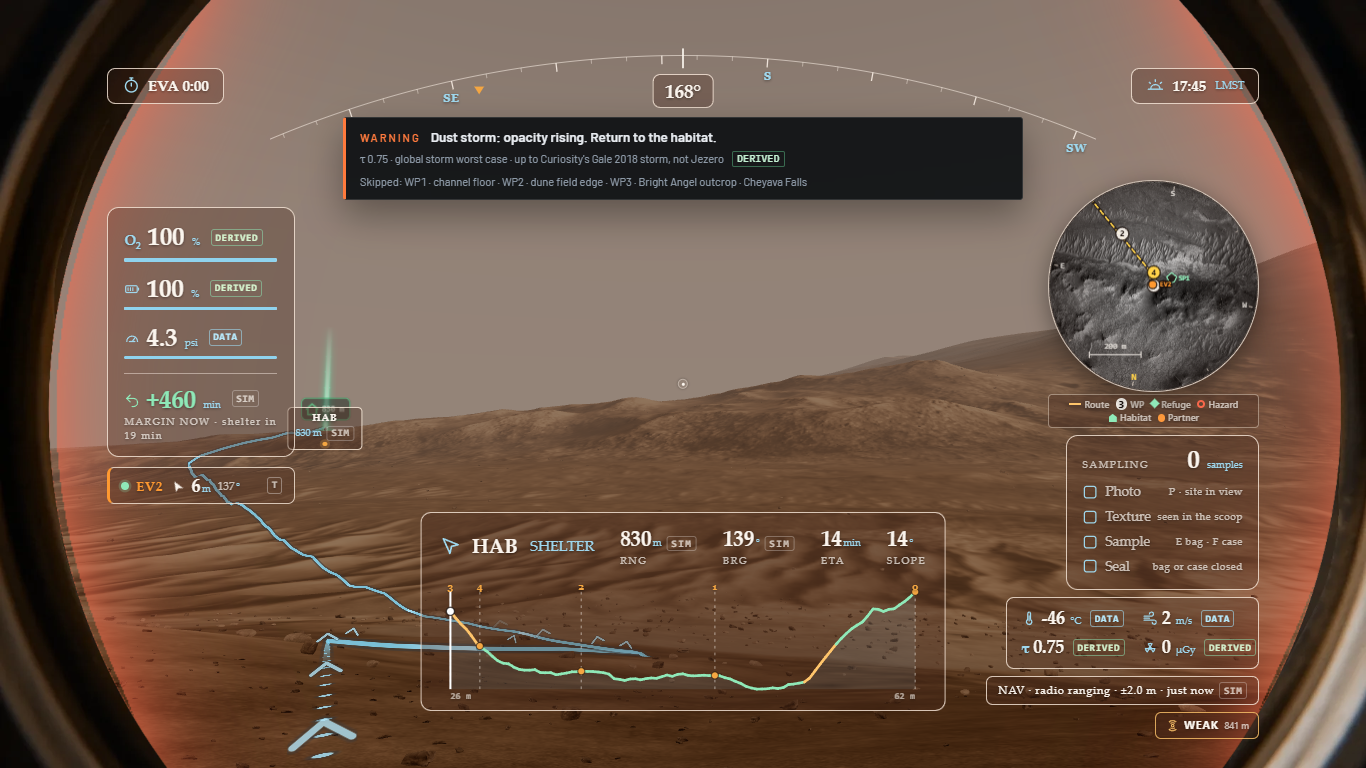 EVA 0:00
SE
168°
S
SW
17:45 LMST
WARNING Dust storm: opacity rising. Return to the habitat.
τ 0.75 · global storm worst case · up to Curiosity's Gale 2018 storm, not Jezero DERIVED
Skipped: WP1 · channel floor · WP2 · dune field edge · WP3 · Bright Angel outcrop · Cheyava Falls
O2 100 % DERIVED
100 % DERIVED
4.3 psi DATA
+460 min SIM
MARGIN NOW · shelter in
19 min
HAB
830 m SIM
EV2 6m 137° T
S
2
E
4
SP1
EV2
W
200 m
N
Route 3 WP Refuge Hazard
Habitat Partner
SAMPLING 0 samples
Photo P · site in view
Texture seen in the scoop
Sample E bag · F case
Seal bag or case closed
HAB SHELTER 830m SIM 139° SIM 14min 14°
RNG BRG ETA SLOPE
3 4 2 1 0
26 m 62 m
-46 °C DATA 2 m/s DATA
τ 0.75 DERIVED 0 μGy DERIVED
NAV · radio ranging · ±2.0 m · just now SIM
WEAK 841 m